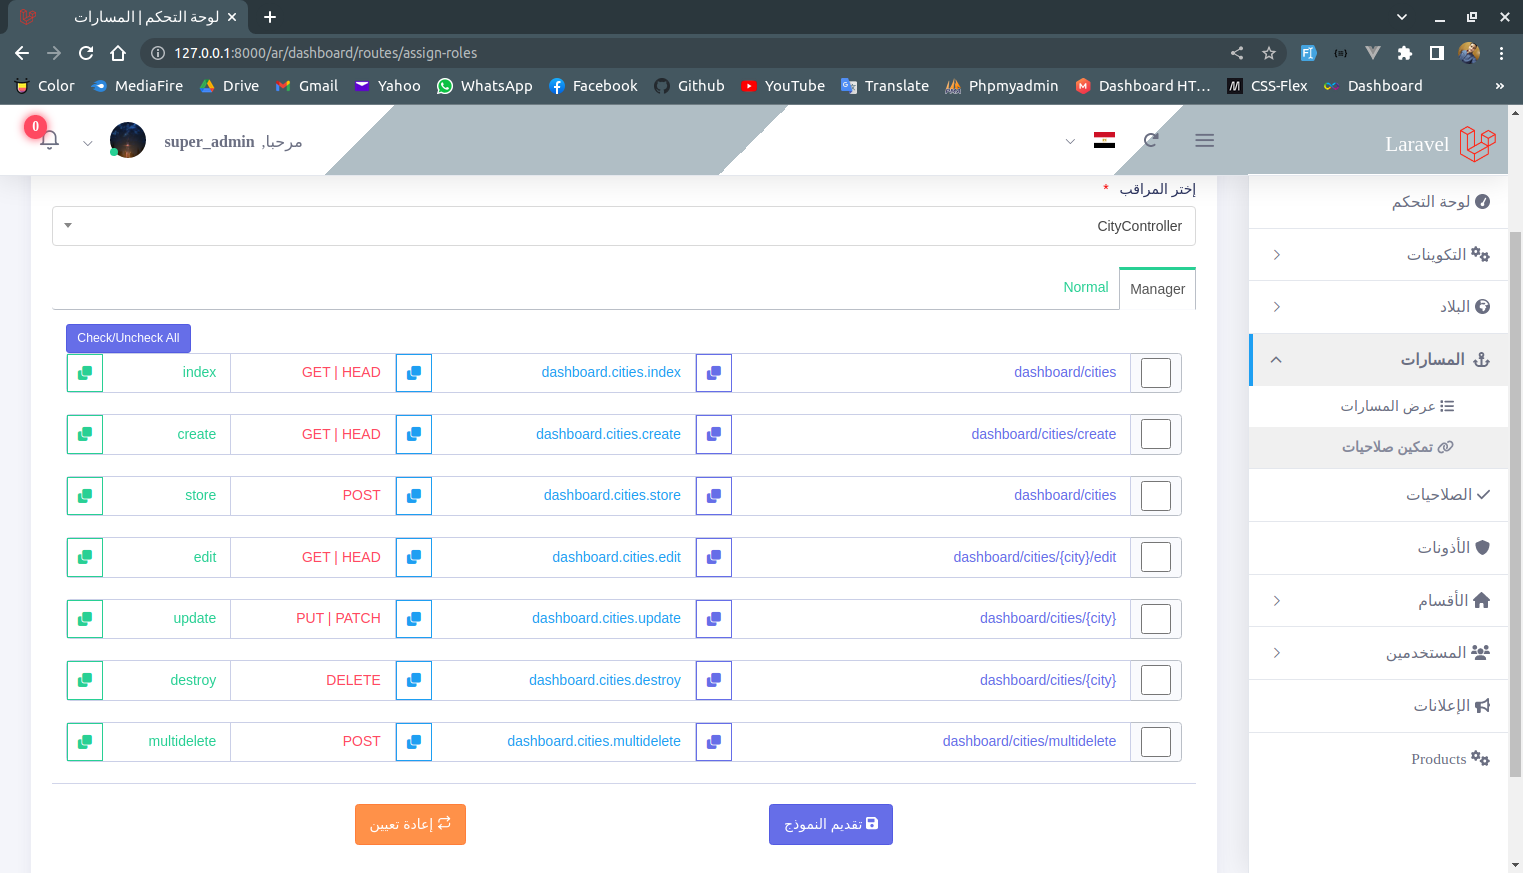 لوحة التحكم | المسارات
127.0.0.1:8000/ar/dashboard/routes/assign-roles
Color MediaFire Drive Gmail Yahoo WhatsApp Facebook Github YouTube Translate Phpmyadmin Dashboard HT... CSS-Flex Dashboard »
Laravel
مرحبا, super_admin
0
لوحة التحكم
التكوينات
البلاد
المسارات
عرض المسارات
تمكين صلاحيات
الصلاحيات
الأذونات
الأقسام
المستخدمين
الإعلانات
Products
إختر المراقب *
CityController
Manager
Normal
Check/Uncheck All
dashboard/cities dashboard.cities.index GET | HEAD index
dashboard/cities/create dashboard.cities.create GET | HEAD create
dashboard/cities dashboard.cities.store POST store
dashboard/cities/{city}/edit dashboard.cities.edit GET | HEAD edit
dashboard/cities/{city} dashboard.cities.update PUT | PATCH update
dashboard/cities/{city} dashboard.cities.destroy DELETE destroy
dashboard/cities/multidelete dashboard.cities.multidelete POST multidelete
تقديم النموذج
إعادة تعيين